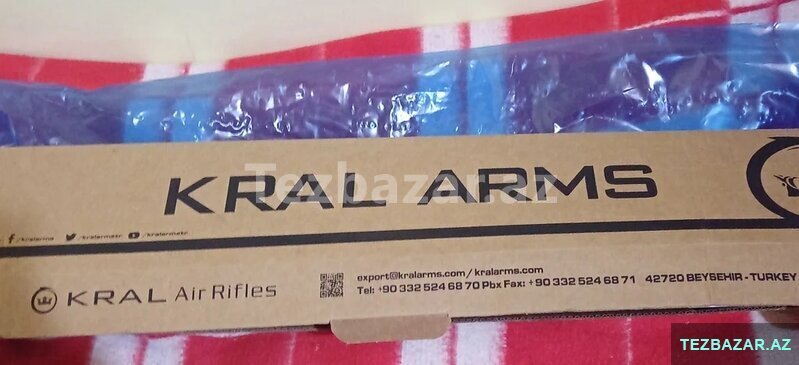 KRAL ARMS
Tezbazar.az
/kralarms /kralarmstr /kralarmstr
KRAL Air Rifles
export@kralarms.com / kralarms.com
Tel: +90 332 524 68 70 Pbx Fax: +90 332 524 68 71 42720 BEYŞEHIR - TURKEY
TEZBAZAR.AZ